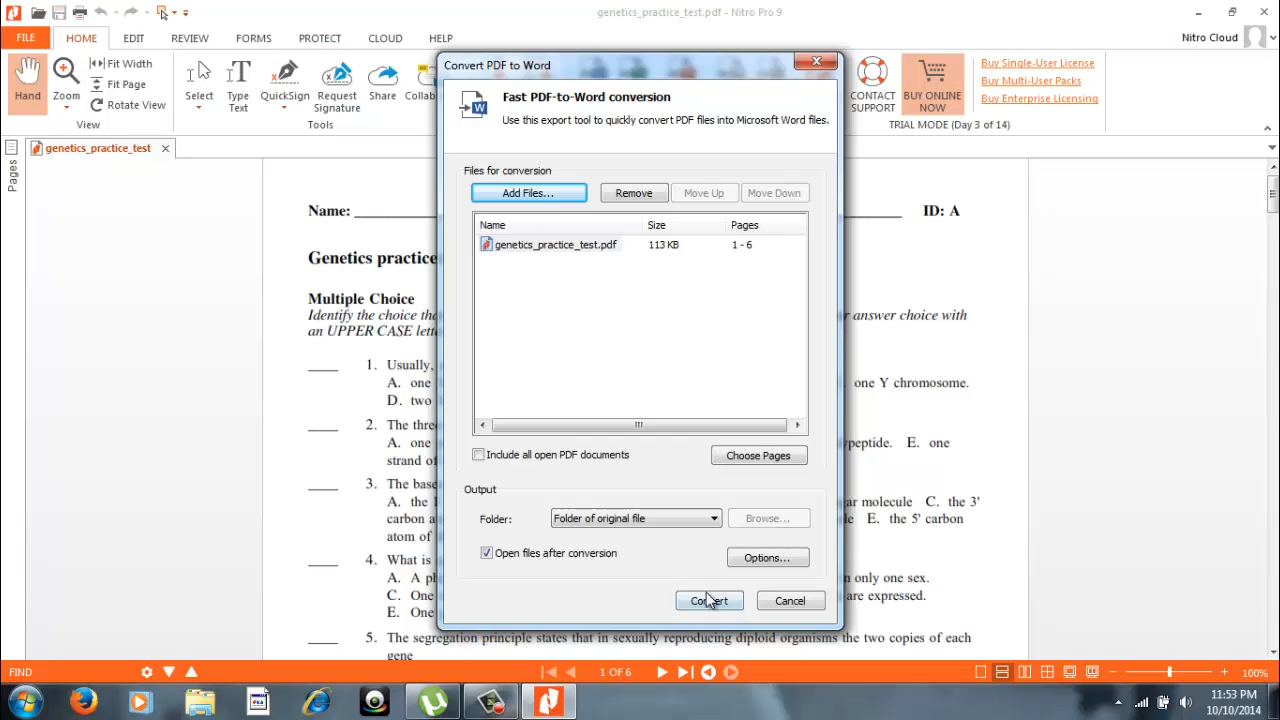 genetics_practice_test.pdf - Nitro Pro 9
FILE HOME EDIT REVIEW FORMS PROTECT CLOUD HELP
Nitro Cloud
Hand
Zoom
Fit Width
Fit Page
Rotate View
View
Select
Type Text
QuickSign
Request Signature
Share
Tools
CONTACT SUPPORT
BUY ONLINE NOW
Buy Single-User License
Buy Multi-User Packs
Buy Enterprise Licensing
TRIAL MODE (Day 3 of 14)
Pages
genetics_practice_test
Convert PDF to Word
Fast PDF-to-Word conversion
Use this export tool to quickly convert PDF files into Microsoft Word files.
Files for conversion
Add Files...
Remove
Move Up
Move Down
Name Size Pages
genetics_practice_test.pdf 113 KB 1 - 6
Include all open PDF documents
Choose Pages
Output
Folder: Folder of original file
Browse...
Open files after conversion
Options...
Convert
Cancel
Name: ID: A
Genetics practice
Multiple Choice
Identify the choice answer choice with
an UPPER CASE
1. Usually,
A. one one Y chromosome.
D. two
2. The
A. one E. one
strand
3. The
A. the molecule C. the 3'
carbon E. the 5' carbon
atom of
4. What is
A. A in only one sex.
C. One are expressed.
E. One
5. The segregation principle states that in sexually reproducing diploid organisms the two copies of each
gene
FIND
1 OF 6
100%
11:53 PM
10/10/2014